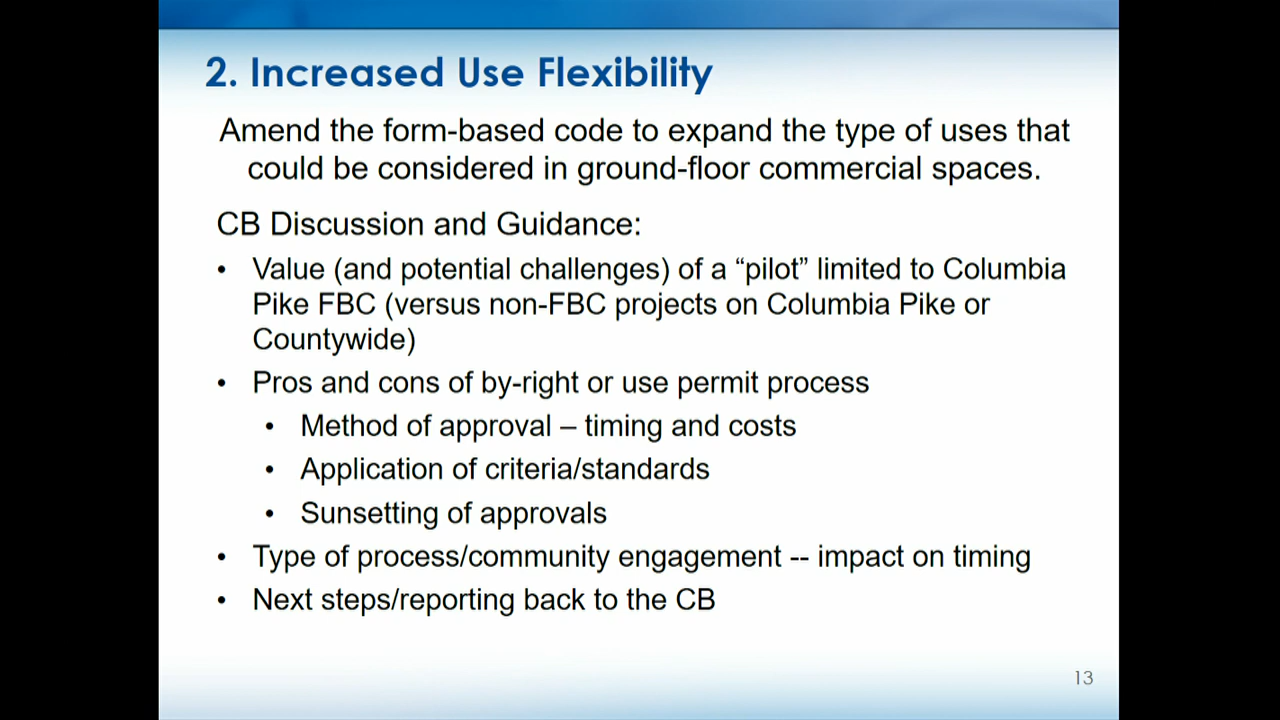 2. Increased Use Flexibility
Amend the form-based code to expand the type of uses that
could be considered in ground-floor commercial spaces.
CB Discussion and Guidance:
• Value (and potential challenges) of a “pilot” limited to Columbia
Pike FBC (versus non-FBC projects on Columbia Pike or
Countywide)
• Pros and cons of by-right or use permit process
• Method of approval – timing and costs
• Application of criteria/standards
• Sunsetting of approvals
• Type of process/community engagement -- impact on timing
• Next steps/reporting back to the CB
13